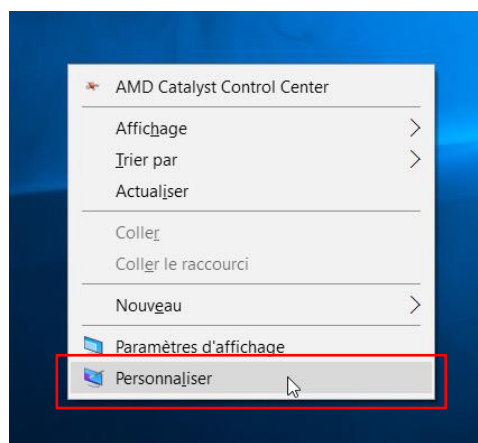 AMD Catalyst Control Center
Affichage
Trier par
Actualiser
Coller
Coller le raccourci
Nouveau
Paramètres d'affichage
Personnaliser